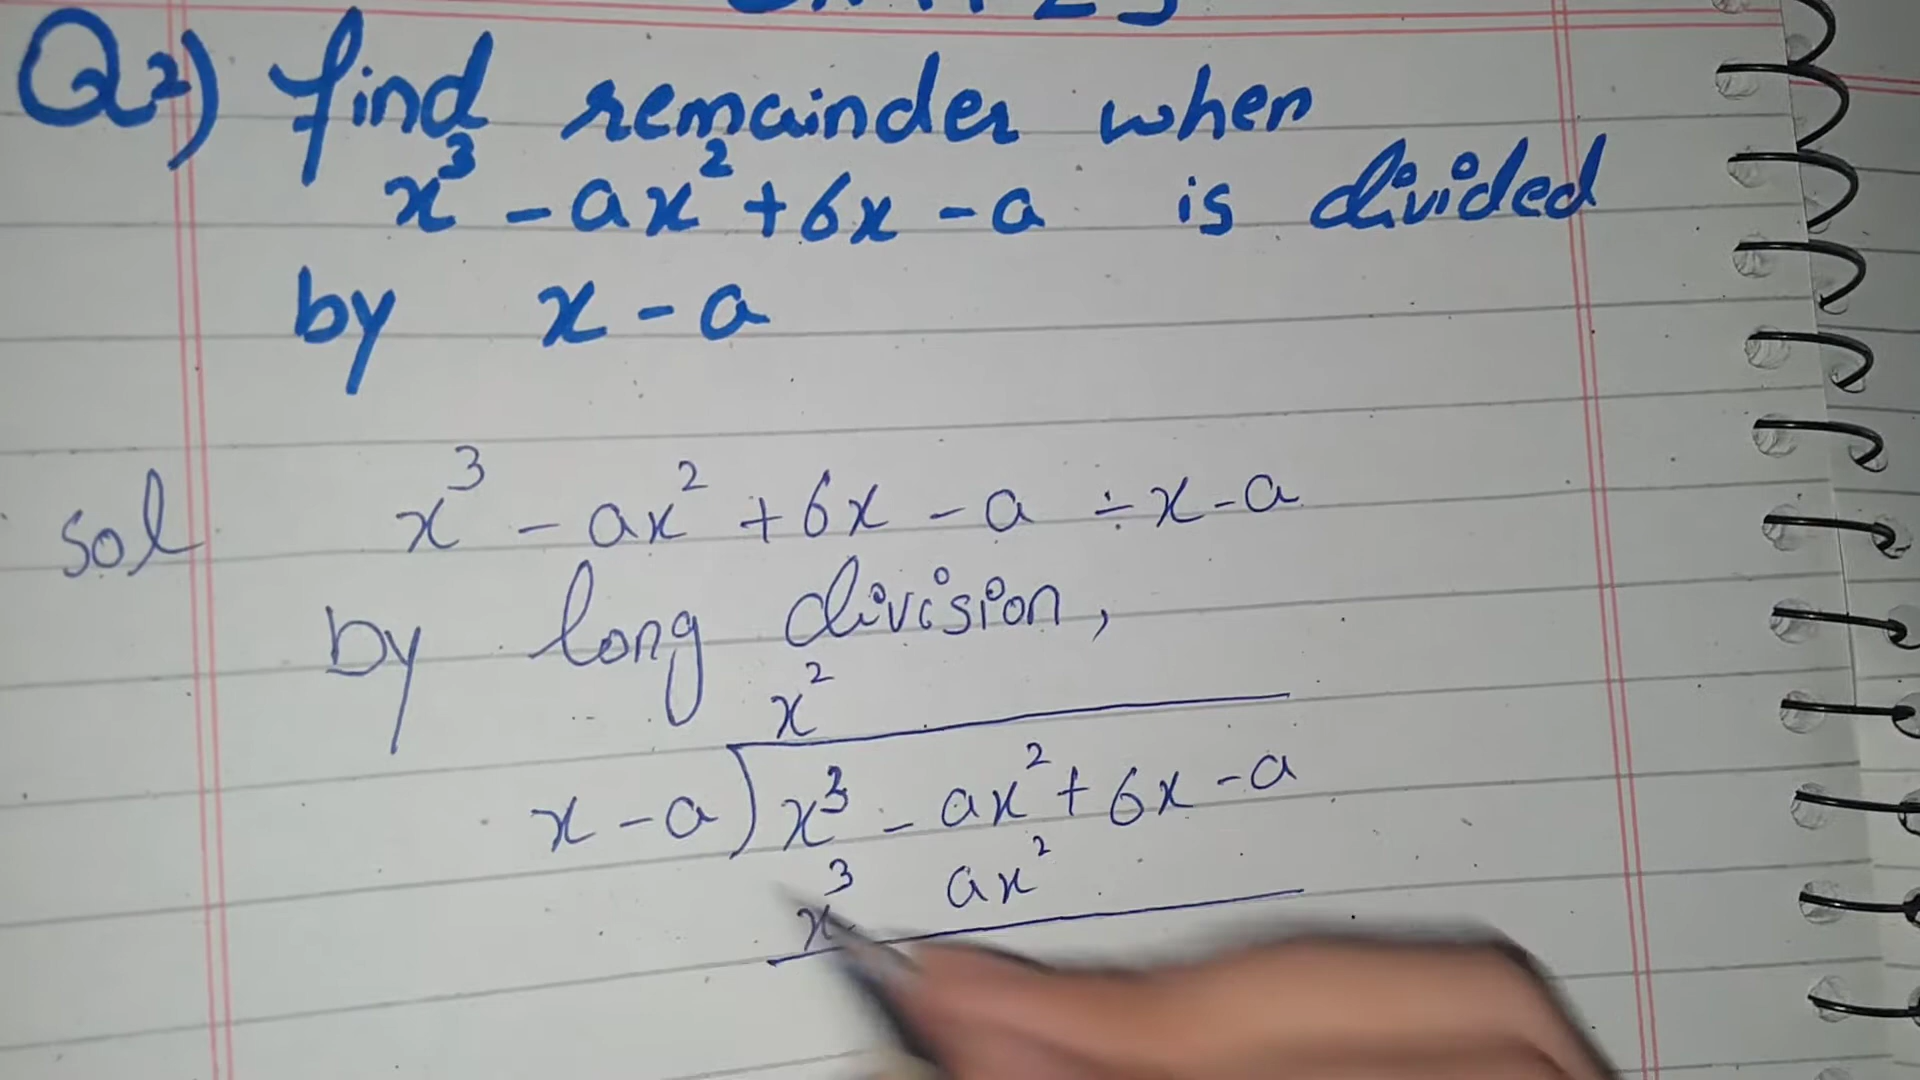 Q2) find remainder when
x³ - ax² + 6x - a is divided
by x - a
Sol x³ - ax² + 6x - a ÷ x - a
by long division,
x²
x - a) x³ - ax² + 6x - a
x³ ax²